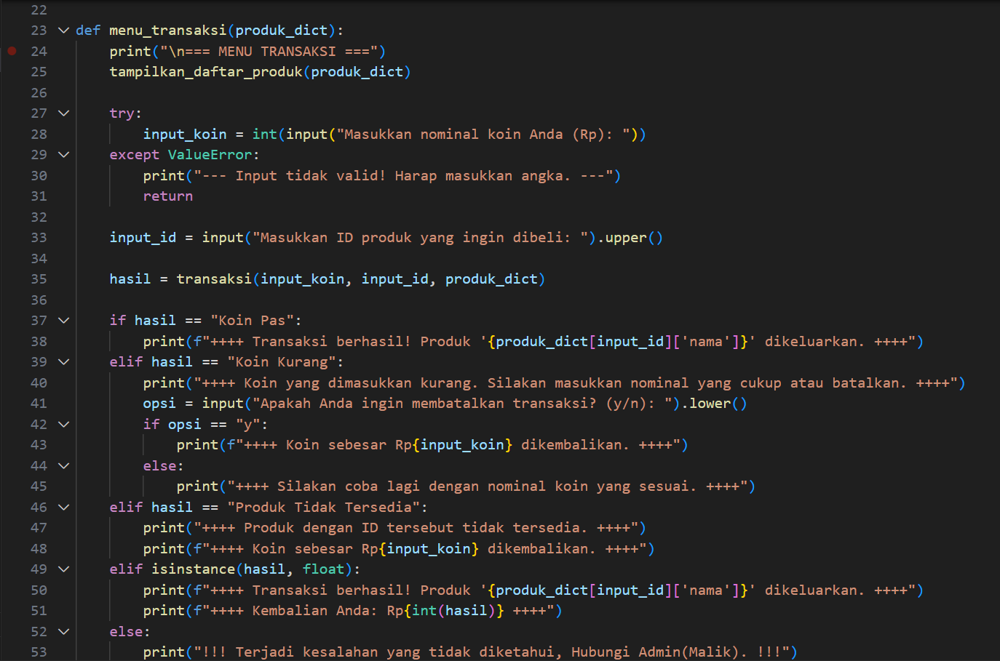 22
23 def menu_transaksi(produk_dict):
24     print("\n=== MENU TRANSAKSI ===")
25     tampilkan_daftar_produk(produk_dict)
26
27     try:
28         input_koin = int(input("Masukkan nominal koin Anda (Rp): "))
29     except ValueError:
30         print("--- Input tidak valid! Harap masukkan angka. ---")
31         return
32
33     input_id = input("Masukkan ID produk yang ingin dibeli: ").upper()
34
35     hasil = transaksi(input_koin, input_id, produk_dict)
36
37     if hasil == "Koin Pas":
38         print(f"++++ Transaksi berhasil! Produk '{produk_dict[input_id]['nama']}' dikeluarkan. ++++")
39     elif hasil == "Koin Kurang":
40         print("++++ Koin yang dimasukkan kurang. Silakan masukkan nominal yang cukup atau batalkan. ++++")
41         opsi = input("Apakah Anda ingin membatalkan transaksi? (y/n): ").lower()
42         if opsi == "y":
43             print(f"++++ Koin sebesar Rp{input_koin} dikembalikan. ++++")
44         else:
45             print("++++ Silakan coba lagi dengan nominal koin yang sesuai. ++++")
46     elif hasil == "Produk Tidak Tersedia":
47         print("++++ Produk dengan ID tersebut tidak tersedia. ++++")
48         print(f"++++ Koin sebesar Rp{input_koin} dikembalikan. ++++")
49     elif isinstance(hasil, float):
50         print(f"++++ Transaksi berhasil! Produk '{produk_dict[input_id]['nama']}' dikeluarkan. ++++")
51         print(f"++++ Kembalian Anda: Rp{int(hasil)} ++++")
52     else:
53         print("!!! Terjadi kesalahan yang tidak diketahui, Hubungi Admin(Malik). !!!")